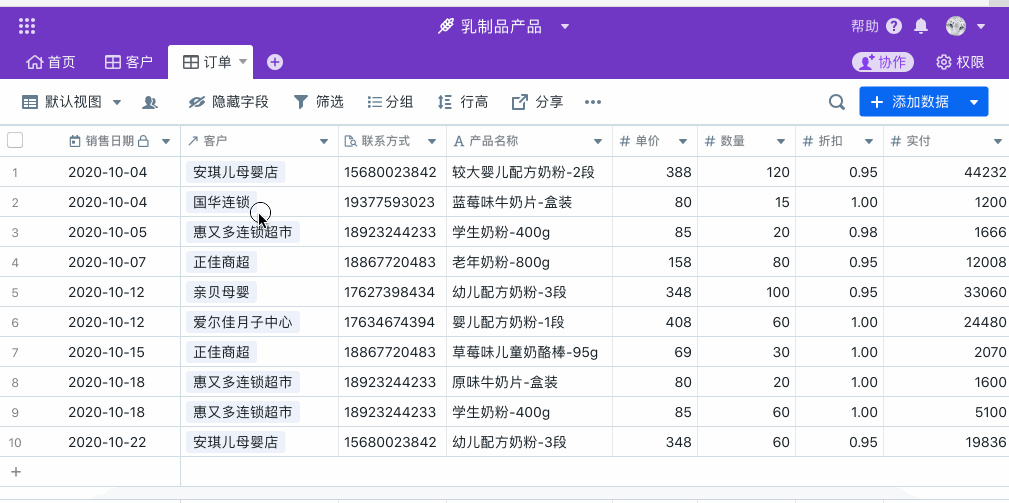 乳制品产品 帮助
首页 客户 订单 协作 权限
默认视图 隐藏字段 筛选 分组 行高 分享 添加数据
销售日期 客户 联系方式 产品名称 单价 数量 折扣 实付
1 2020-10-04 安琪儿母婴店 15680023842 较大婴儿配方奶粉-2段 388 120 0.95 44232
2 2020-10-04 国华连锁 19377593023 蓝莓味牛奶片-盒装 80 15 1.00 1200
3 2020-10-05 惠又多连锁超市 18923244233 学生奶粉-400g 85 20 0.98 1666
4 2020-10-07 正佳商超 18867720483 老年奶粉-800g 158 80 0.95 12008
5 2020-10-12 亲贝母婴 17627398434 幼儿配方奶粉-3段 348 100 0.95 33060
6 2020-10-12 爱尔佳月子中心 17634674394 婴儿配方奶粉-1段 408 60 1.00 24480
7 2020-10-15 正佳商超 18867720483 草莓味儿童奶酪棒-95g 69 30 1.00 2070
8 2020-10-18 惠又多连锁超市 18923244233 原味牛奶片-盒装 80 20 1.00 1600
9 2020-10-18 惠又多连锁超市 18923244233 学生奶粉-400g 85 60 1.00 5100
10 2020-10-22 安琪儿母婴店 15680023842 幼儿配方奶粉-3段 348 60 0.95 19836